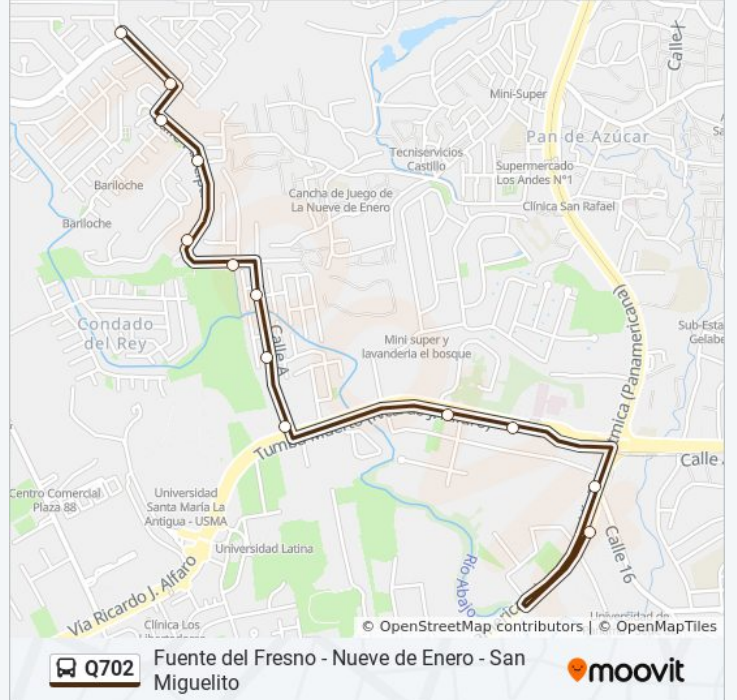 Calle
Mini-Super
Pan de Azúcar
Tecniservicios
Castillo
Supermercado
Los Andes N°1
Bariloche
Cancha de Juego de
La Nueve de Enero
Clínica San Rafael
Bariloche
(Panamericana)
Condado
del Rey
Calle A
Mini super y
lavandería el bosque
Sub-Esta
Gelabe
Tumba Muerto
Calle
Centro Comercial
Plaza 88
Universidad
Santa María La
Antigua - USMA
Universidad Latina
Calle 16
Río Abajo
Vía Ricardo J. Alfaro
Clínica Los
© OpenStreetMap contributors | © OpenMapTiles
Q702
Fuente del Fresno - Nueve de Enero - San
Miguelito
moovit